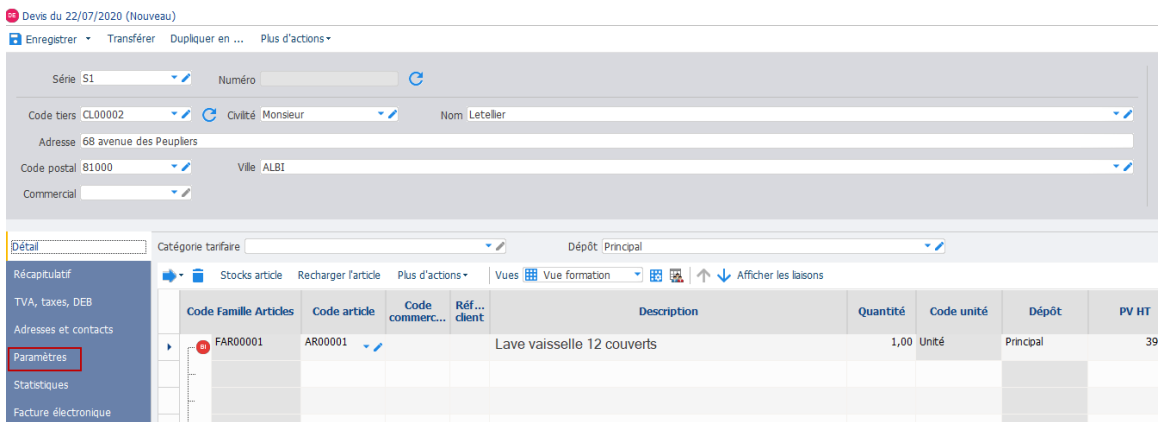 DE Devis du 22/07/2020 (Nouveau)
Enregistrer Transférer Dupliquer en ... Plus d'actions
Série S1 Numéro
Code tiers CL00002 Civilité Monsieur Nom Letellier
Adresse 68 avenue des Peupliers
Code postal 81000 Ville ALBI
Commercial
Détail Catégorie tarifaire Dépôt Principal
Récapitulatif Stocks article Recharger l'article Plus d'actions Vues Vue formation Afficher les liaisons
TVA, taxes, DEB
Code Famille Articles Code article Code commerc... Réf... client Description Quantité Code unité Dépôt PV HT
Adresses et contacts
BI FAR00001 AR00001 Lave vaisselle 12 couverts 1,00 Unité Principal 39
Paramètres
Statistiques
Facture électronique